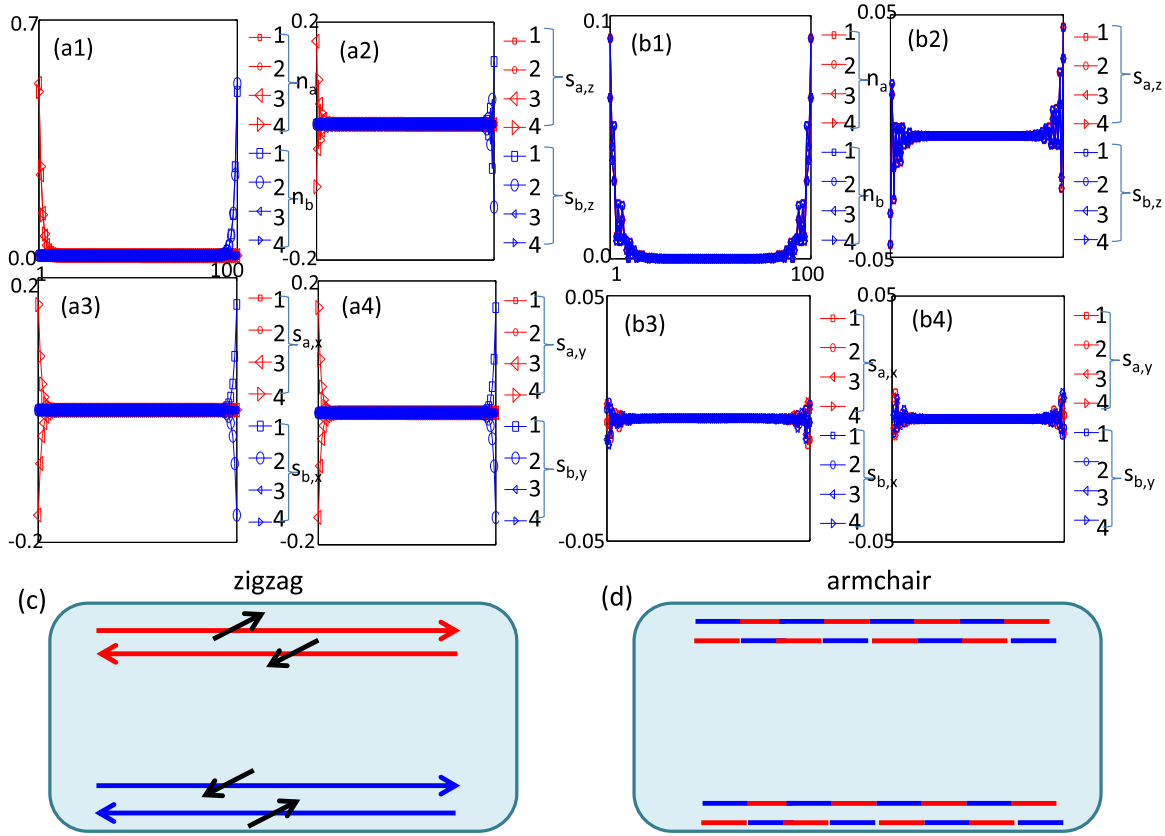 0.7
(a1)
1
2
3
4
n_a
1
2
3
4
n_b
0.0
1
100
0.2
(a2)
1
2
3
4
s_a,z
1
2
3
4
s_b,z
-0.2
0.1
(b1)
1
2
3
4
n_a
1
2
3
4
n_b
0.0
1
100
0.05
(b2)
1
2
3
4
s_a,z
1
2
3
4
s_b,z
-0.05
(a3)
1
2
3
4
s_a,x
1
2
3
4
s_b,x
-0.2
0.2
(a4)
1
2
3
4
s_a,y
1
2
3
4
s_b,y
-0.2
0.05
(b3)
1
2
3
4
s_a,x
1
2
3
4
s_b,x
-0.05
0.05
(b4)
1
2
3
4
s_a,y
1
2
3
4
s_b,y
-0.05
(c)
zigzag
(d)
armchair